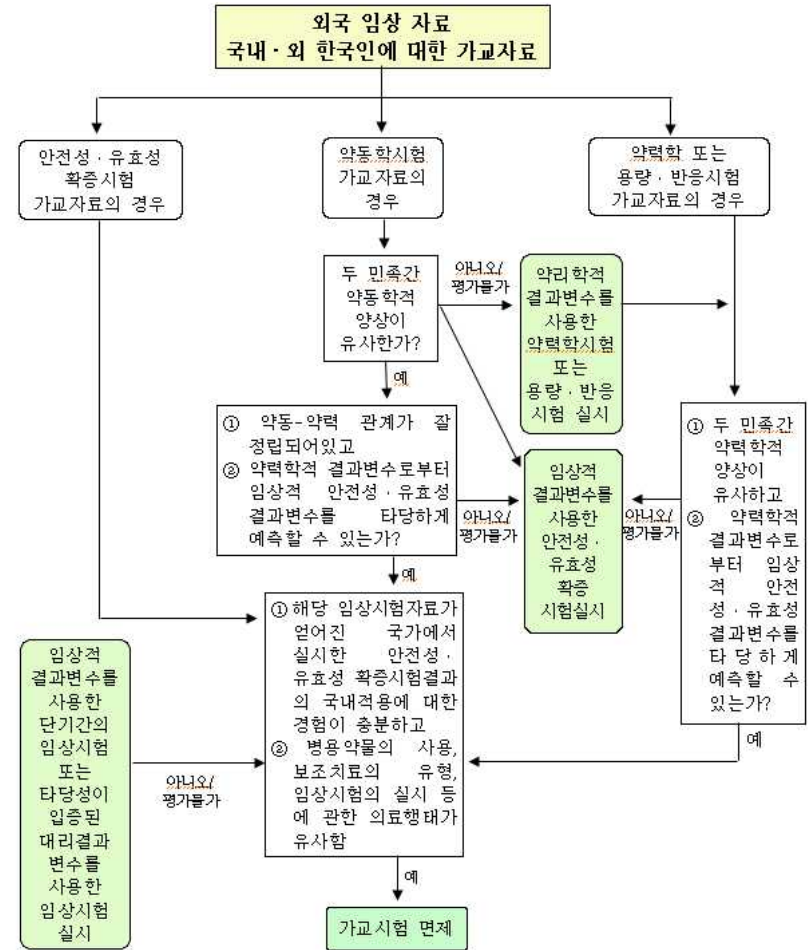 외국 임상 자료
국내·외 한국인에 대한 가교자료
안전성·유효성
확증시험
가교자료의 경우
약동학시험
가교자료의
경우
약력학 또는
용량·반응시험
가교자료의 경우
두 민족간
약동학적
양상이
유사한가?
아니오/
평가불가
약리학적
결과변수를
사용한
약력학시험
또는
용량·반응
시험 실시
예
① 약동-약력 관계가 잘
정립되어있고
② 약력학적 결과변수로부터
임상적 안전성·유효성
결과변수를 타당하게
예측할 수 있는가?
아니오/
평가불가
임상적
결과변수를
사용한
안전성·
유효성
확증
시험실시
아니오/
평가불가
① 두 민족간
약력학적
양상이
유사하고
② 약력학적
결과변수로
부터 임상
적 안전
성·유효성
결과변수를
타당하게
예측할 수
있는가?
예
예
① 해당 임상시험자료가
얻어진 국가에서
실시한 안전성·
유효성 확증시험결과
의 국내적용에 대한
경험이 충분하고
② 병용약물의 사용,
보조치료의 유형,
임상시험의 실시 등
에 관한 의료행태가
유사함
아니오/
평가불가
임상적
결과변수를
사용한
단기간의
임상시험
또는
타당성이
입증된
대리결과
변수를
사용한
임상시험
실시
예
가교시험 면제